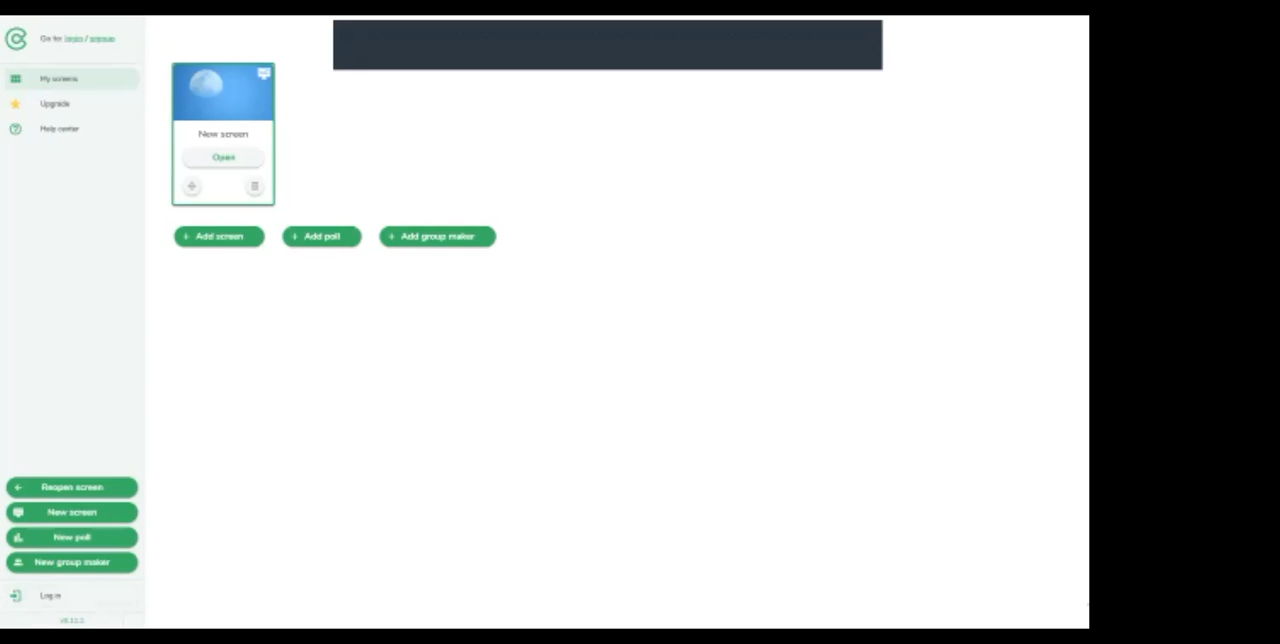 Go to: login / signup
My screens
Upgrade
Help center
New screen
Open
+ Add screen
+ Add poll
+ Add group maker
Reopen screen
New screen
New poll
New group maker
Log in